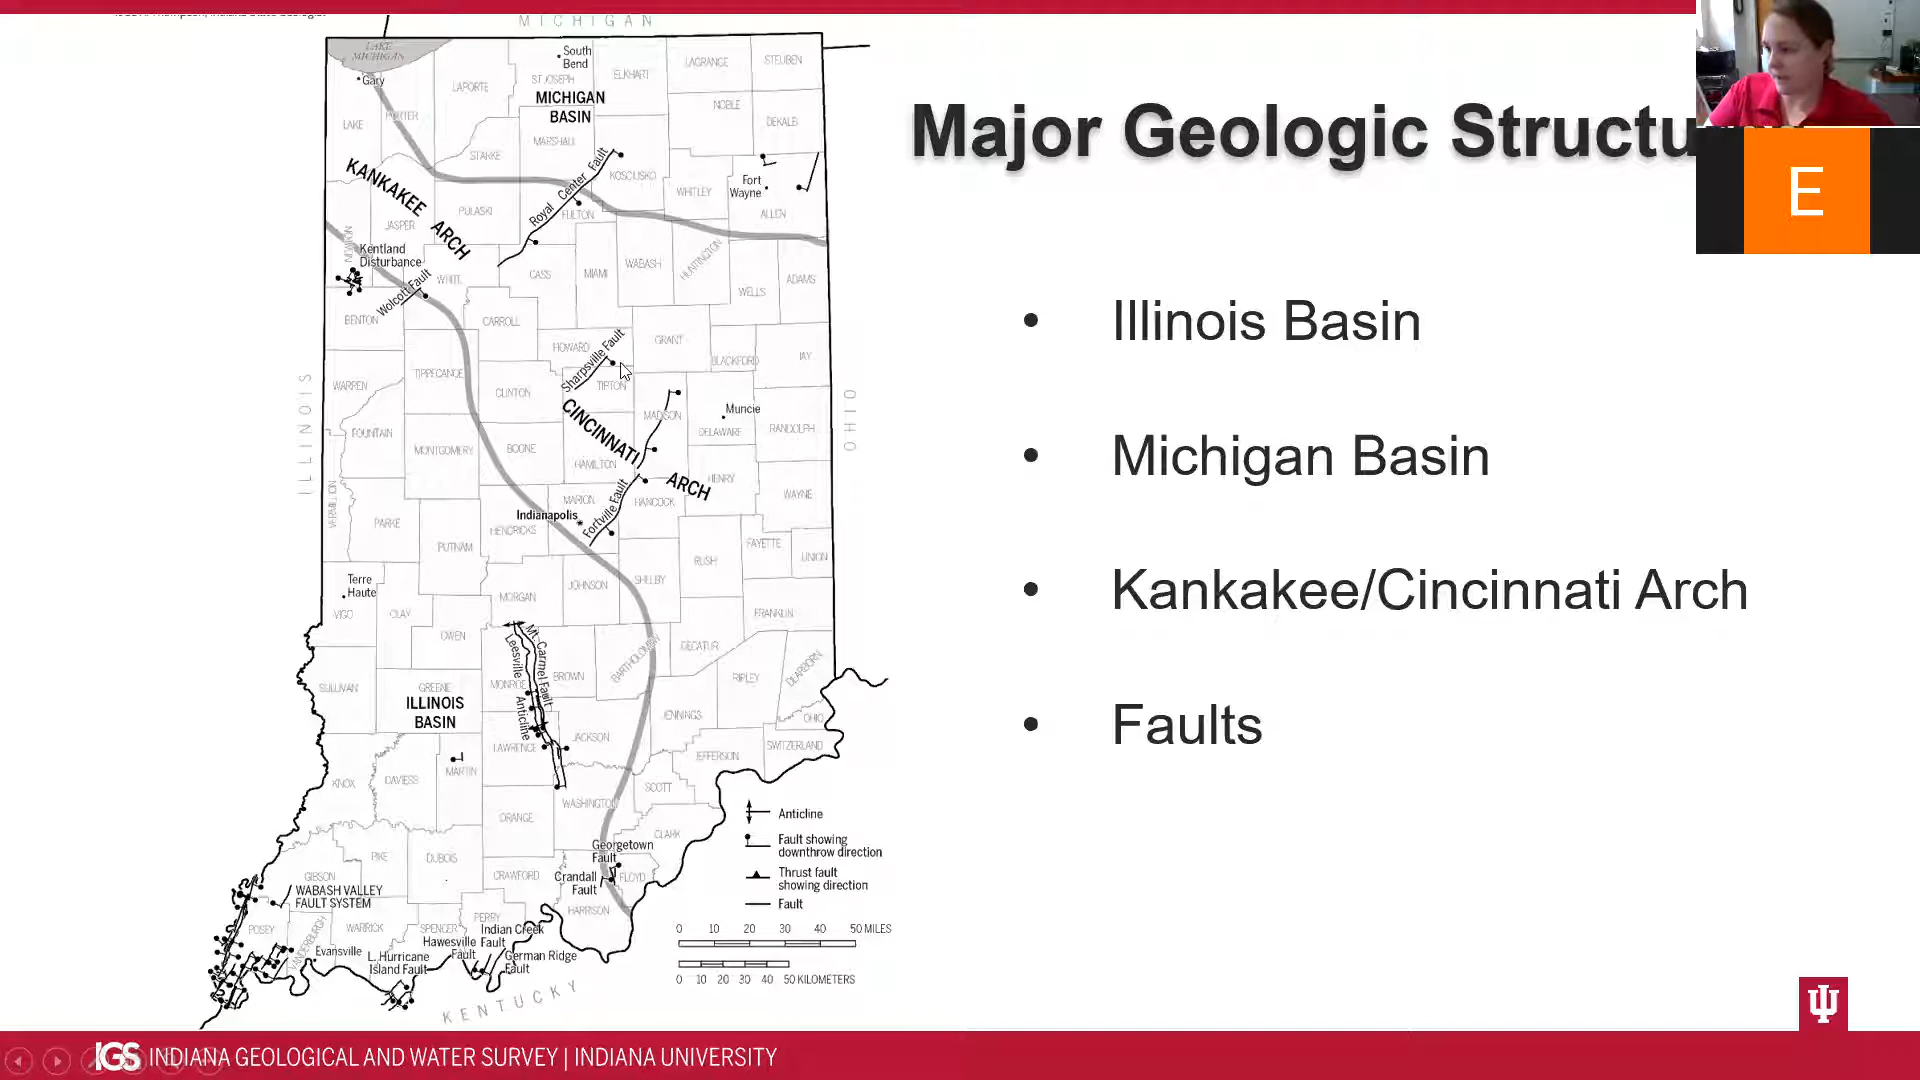 MICHIGAN
LAKE
MICHIGAN
Gary
South
Bend
LAPORTE
ST JOSEPH
ELKHART
LAGRANGE
STEUBEN
MICHIGAN
BASIN
NOBLE
DEKALB
LAKE
PORTER
STARKE
MARSHALL
KOSCIUSKO
WHITLEY
Fort
Wayne
ALLEN
KANKAKEE ARCH
Royal Center Fault
JASPER
PULASKI
FULTON
NEWTON
Kentland
Disturbance
WHITE
CASS
MIAMI
WABASH
HUNTINGTON
WELLS
ADAMS
Wolcott Fault
BENTON
CARROLL
HOWARD
GRANT
BLACKFORD
JAY
Sharpsville Fault
WARREN
TIPPECANOE
CLINTON
TIPTON
ILLINOIS
OHIO
CINCINNATI ARCH
MADISON
Muncie
DELAWARE
RANDOLPH
FOUNTAIN
MONTGOMERY
BOONE
HAMILTON
HENRY
VERMILLION
MARION
HANCOCK
WAYNE
Indianapolis
Fortville Fault
PARKE
HENDRICKS
PUTNAM
RUSH
FAYETTE
UNION
Terre
Haute
JOHNSON
SHELBY
MORGAN
VIGO
CLAY
FRANKLIN
OWEN
DECATUR
Mt. Carmel Fault
Leesville Anticline
BROWN
BARTHOLOMEW
RIPLEY
DEARBORN
SULLIVAN
GREENE
MONROE
ILLINOIS
BASIN
JENNINGS
OHIO
LAWRENCE
JACKSON
SWITZERLAND
JEFFERSON
KNOX
DAVIESS
MARTIN
SCOTT
WASHINGTON
ORANGE
CLARK
Georgetown
Fault
PIKE
DUBOIS
GIBSON
CRAWFORD
Crandall
Fault
FLOYD
WABASH VALLEY
FAULT SYSTEM
HARRISON
POSEY
VANDERBURGH
WARRICK
SPENCER
PERRY
Indian Creek
Fault
Hawesville
Fault
Evansville
L. Hurricane
Island Fault
German Ridge
Fault
KENTUCKY
Anticline
Fault showing
downthrow direction
Thrust fault
showing direction
Fault
0 10 20 30 40 50 MILES
0 10 20 30 40 50 KILOMETERS
Major Geologic Structu
E
• Illinois Basin
• Michigan Basin
• Kankakee/Cincinnati Arch
• Faults
IGS INDIANA GEOLOGICAL AND WATER SURVEY | INDIANA UNIVERSITY